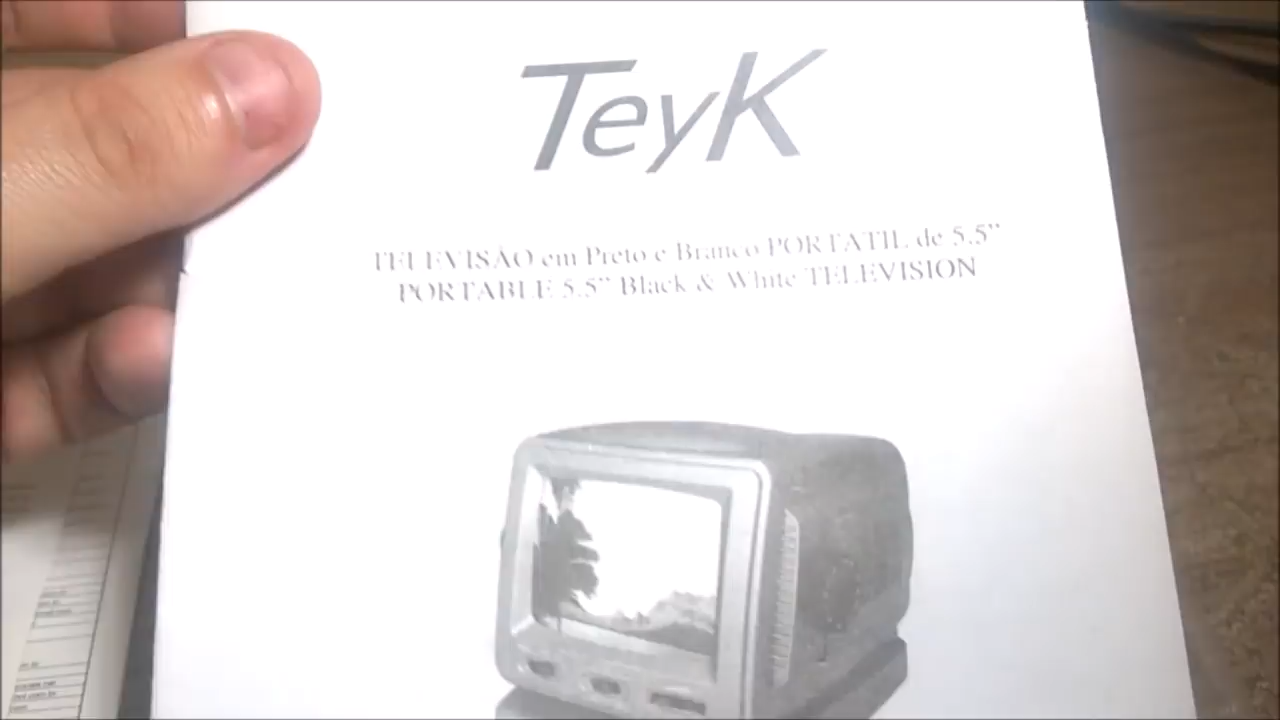 TeyK
TELEVISÃO em Preto e Branco PORTATIL de 5.5”
PORTABLE 5.5” Black & White TELEVISION